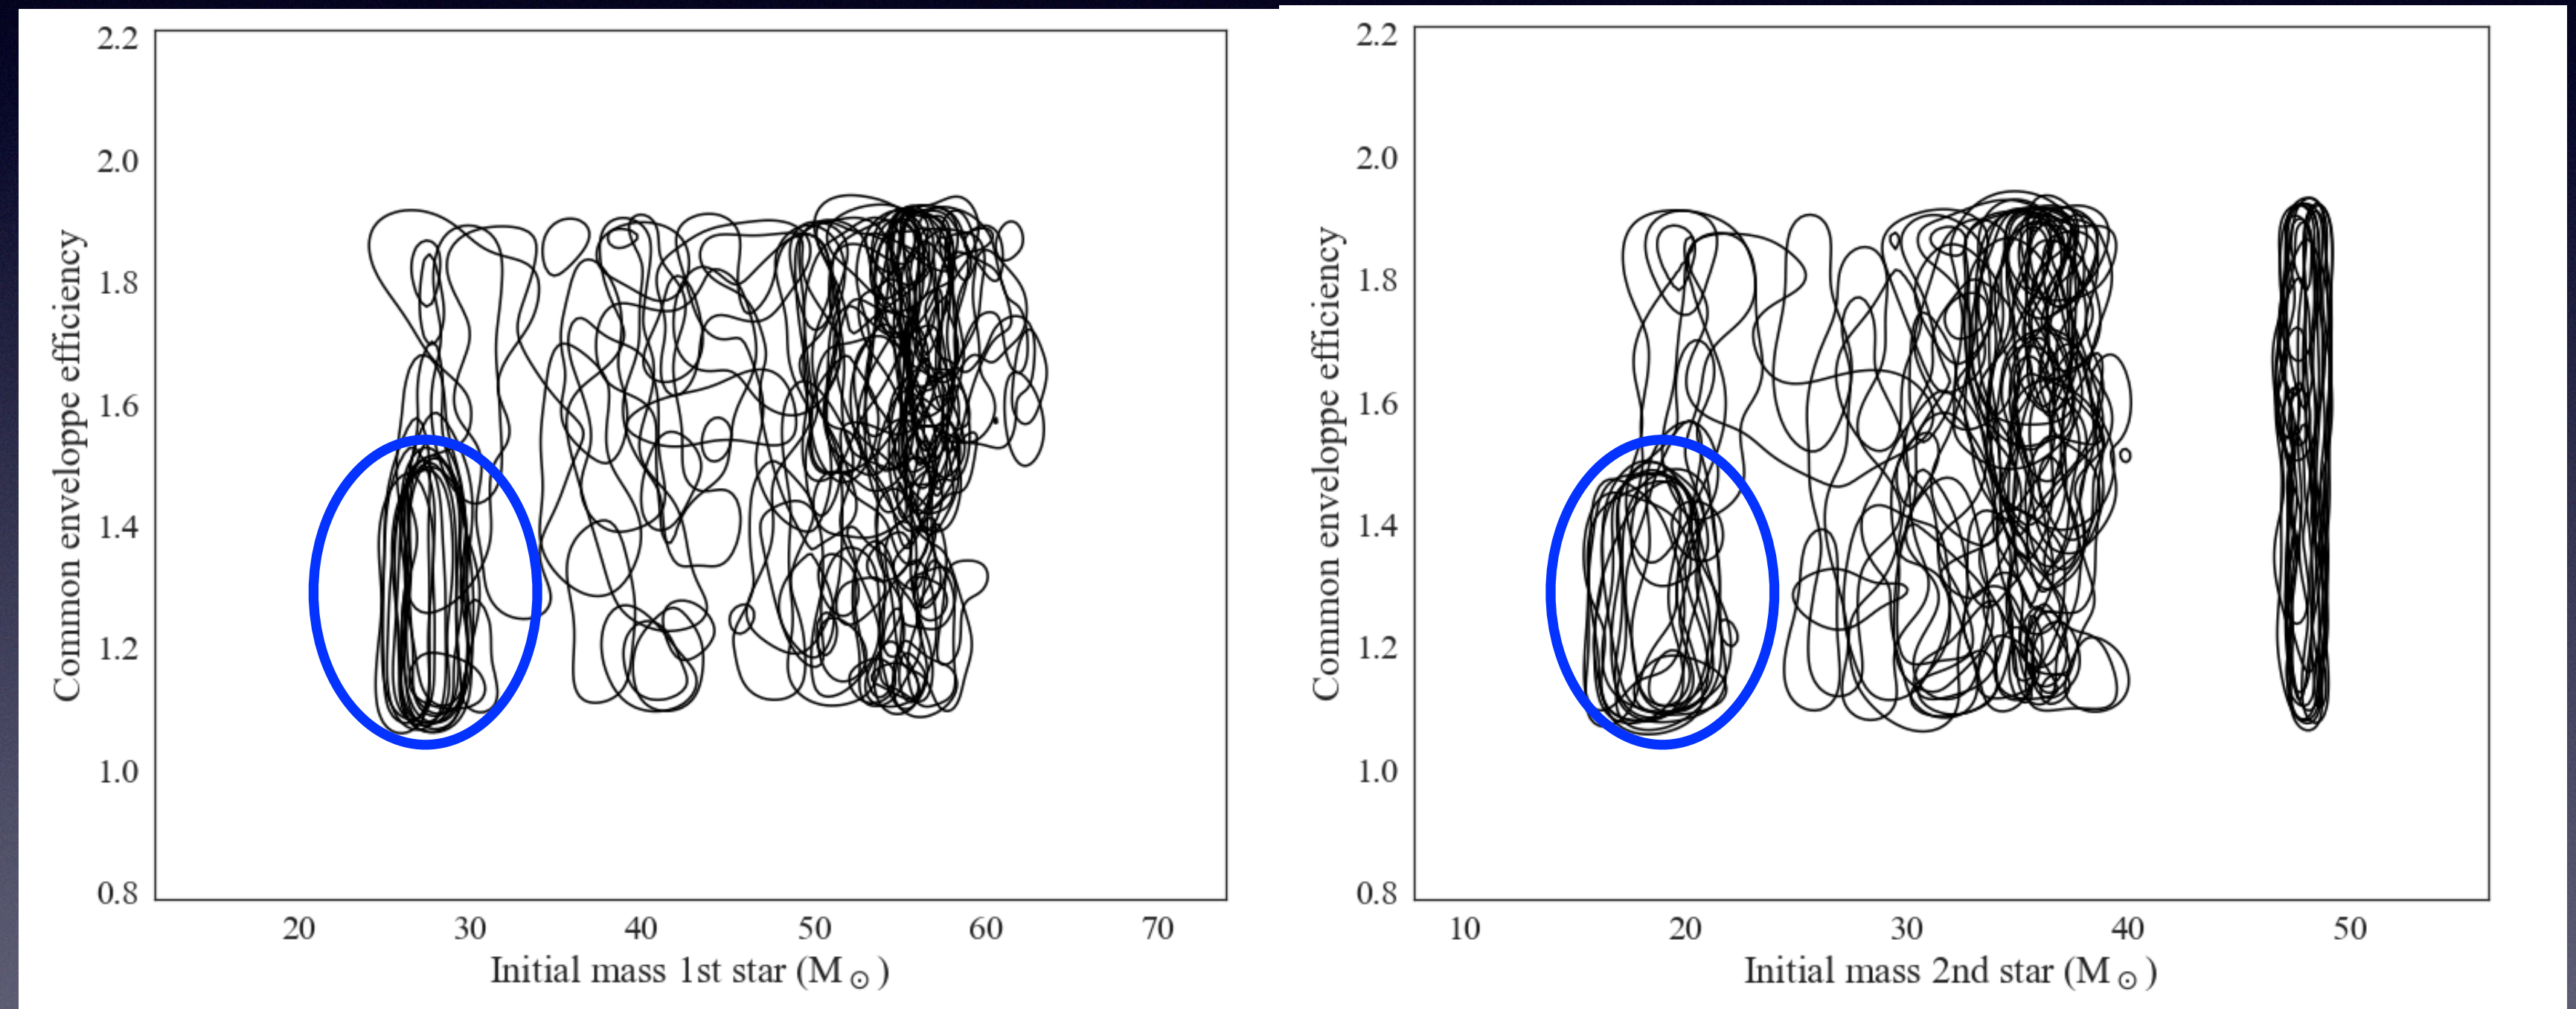 2.2
2.0
1.8
1.6
1.4
1.2
1.0
0.8
Common enveloppe efficiency
20 30 40 50 60 70
Initial mass 1st star (M⊙)
2.2
2.0
1.8
1.6
1.4
1.2
1.0
0.8
Common enveloppe efficiency
10 20 30 40 50
Initial mass 2nd star (M⊙)